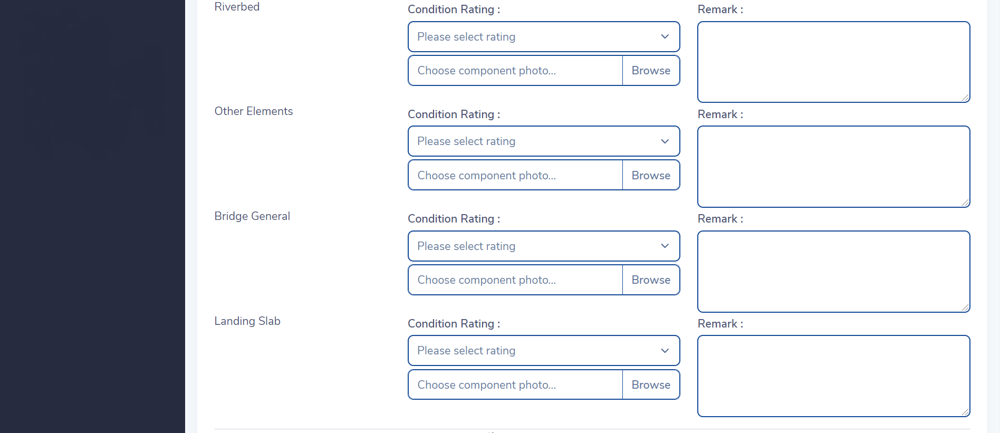 Riverbed
Condition Rating :
Remark :
Please select rating
Choose component photo...
Browse
Other Elements
Condition Rating :
Remark :
Please select rating
Choose component photo...
Browse
Bridge General
Condition Rating :
Remark :
Please select rating
Choose component photo...
Browse
Landing Slab
Condition Rating :
Remark :
Please select rating
Choose component photo...
Browse